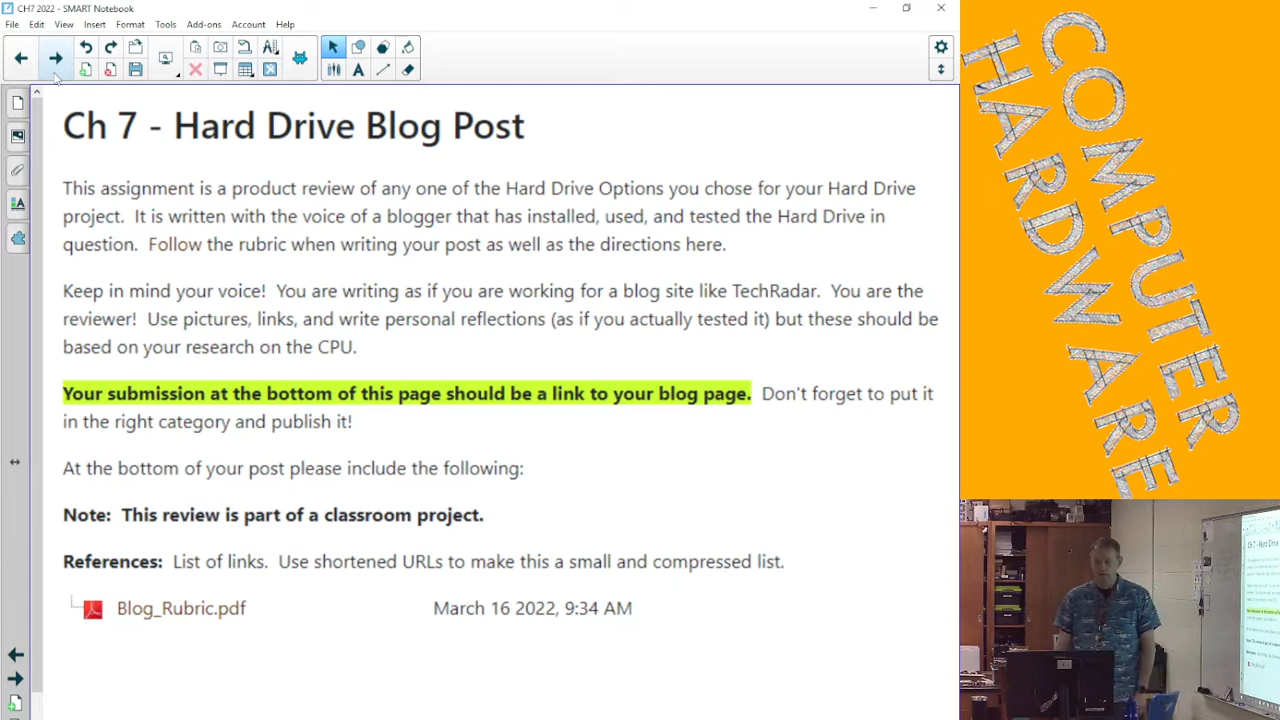 CH7 2022 - SMART Notebook
File Edit View Insert Format Tools Add-ons Account Help
Ch 7 - Hard Drive Blog Post
This assignment is a product review of any one of the Hard Drive Options you chose for your Hard Drive
project. It is written with the voice of a blogger that has installed, used, and tested the Hard Drive in
question. Follow the rubric when writing your post as well as the directions here.
Keep in mind your voice! You are writing as if you are working for a blog site like TechRadar. You are the
reviewer! Use pictures, links, and write personal reflections (as if you actually tested it) but these should be
based on your research on the CPU.
Your submission at the bottom of this page should be a link to your blog page. Don't forget to put it
in the right category and publish it!
At the bottom of your post please include the following:
Note: This review is part of a classroom project.
References: List of links. Use shortened URLs to make this a small and compressed list.
Blog_Rubric.pdf March 16 2022, 9:34 AM
COMPUTER
HARDWARE
Ch 7 - Hard Drive